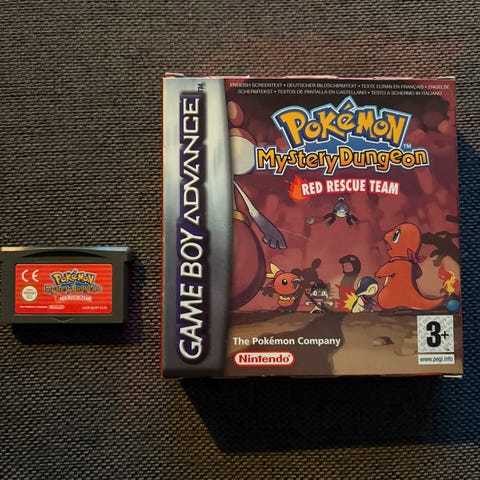 ENGLISH SCREENTEXT • DEUTSCHER BILDSCHIRMTEXT • TEXTE ECRAN EN FRANÇAIS • ENGELSE
SCHERMTEKST • TEXTOS DE PANTALLA EN CASTELLANO • TESTO A SCHERMO IN ITALIANO
GAME BOY ADVANCE™
POKéMON™
Mystery Dungeon
RED RESCUE TEAM
The Pokémon Company
Nintendo
3+
www.pegi.info
CE
POKéMON
Mystery Dungeon
RED RESCUE TEAM